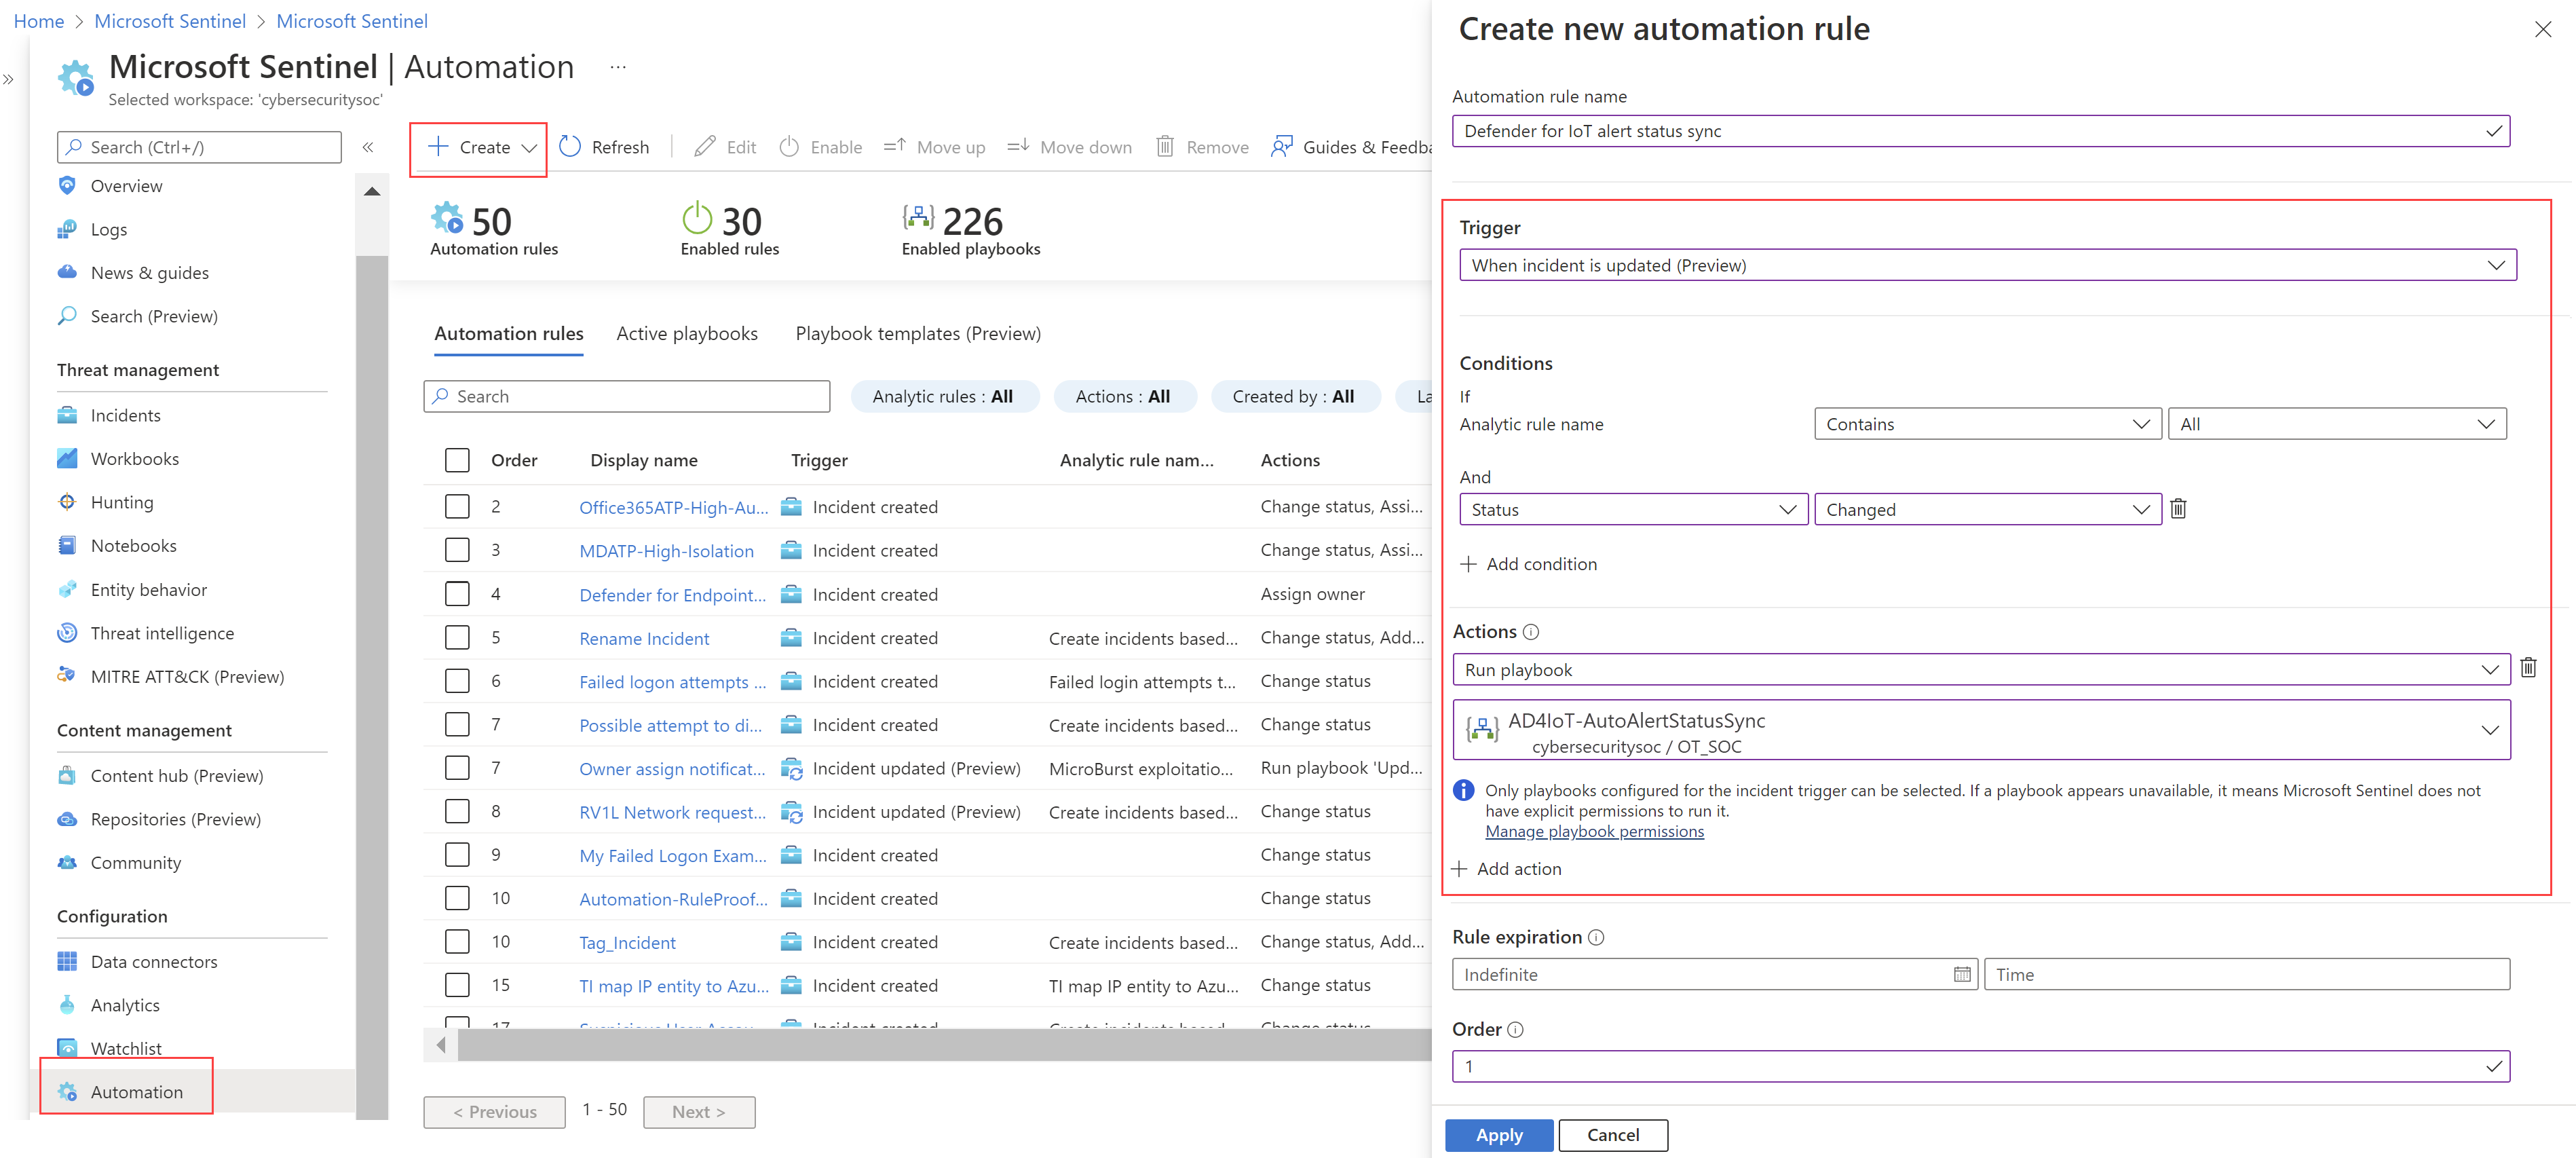 Home > Microsoft Sentinel > Microsoft Sentinel
Microsoft Sentinel | Automation ...
Selected workspace: 'cybersecuritysoc'
Search (Ctrl+/)
Overview
Logs
News & guides
Search (Preview)
Threat management
Incidents
Workbooks
Hunting
Notebooks
Entity behavior
Threat intelligence
MITRE ATT&CK (Preview)
Content management
Content hub (Preview)
Repositories (Preview)
Community
Configuration
Data connectors
Analytics
Watchlist
Automation
Create Refresh Edit Enable Move up Move down Remove Guides & Feedba
50 30 226
Automation rules Enabled rules Enabled playbooks
Automation rules Active playbooks Playbook templates (Preview)
Search Analytic rules : All Actions : All Created by : All La
Order Display name Trigger Analytic rule nam... Actions
2 Office365ATP-High-Au... Incident created Change status, Assi...
3 MDATP-High-Isolation Incident created Change status, Assi...
4 Defender for Endpoint... Incident created Assign owner
5 Rename Incident Incident created Create incidents based... Change status, Add...
6 Failed logon attempts ... Incident created Failed login attempts t... Change status
7 Possible attempt to di... Incident created Create incidents based... Change status
7 Owner assign notificat... Incident updated (Preview) MicroBurst exploitatio... Run playbook 'Upd...
8 RV1L Network request... Incident updated (Preview) Create incidents based... Change status
9 My Failed Logon Exam... Incident created Change status
10 Automation-RuleProof... Incident created Change status
10 Tag_Incident Incident created Create incidents based... Change status, Add...
15 TI map IP entity to Azu... Incident created TI map IP entity to Azu... Change status
17 Incident created Create incidents based... Change status
< Previous 1 - 50 Next >
Create new automation rule
Automation rule name
Defender for IoT alert status sync
Trigger
When incident is updated (Preview)
Conditions
If
Analytic rule name Contains All
And
Status Changed
Add condition
Actions
Run playbook
AD4IoT-AutoAlertStatusSync
cybersecuritysoc / OT_SOC
Only playbooks configured for the incident trigger can be selected. If a playbook appears unavailable, it means Microsoft Sentinel does not
have explicit permissions to run it.
Manage playbook permissions
Add action
Rule expiration
Indefinite Time
Order
1
Apply Cancel